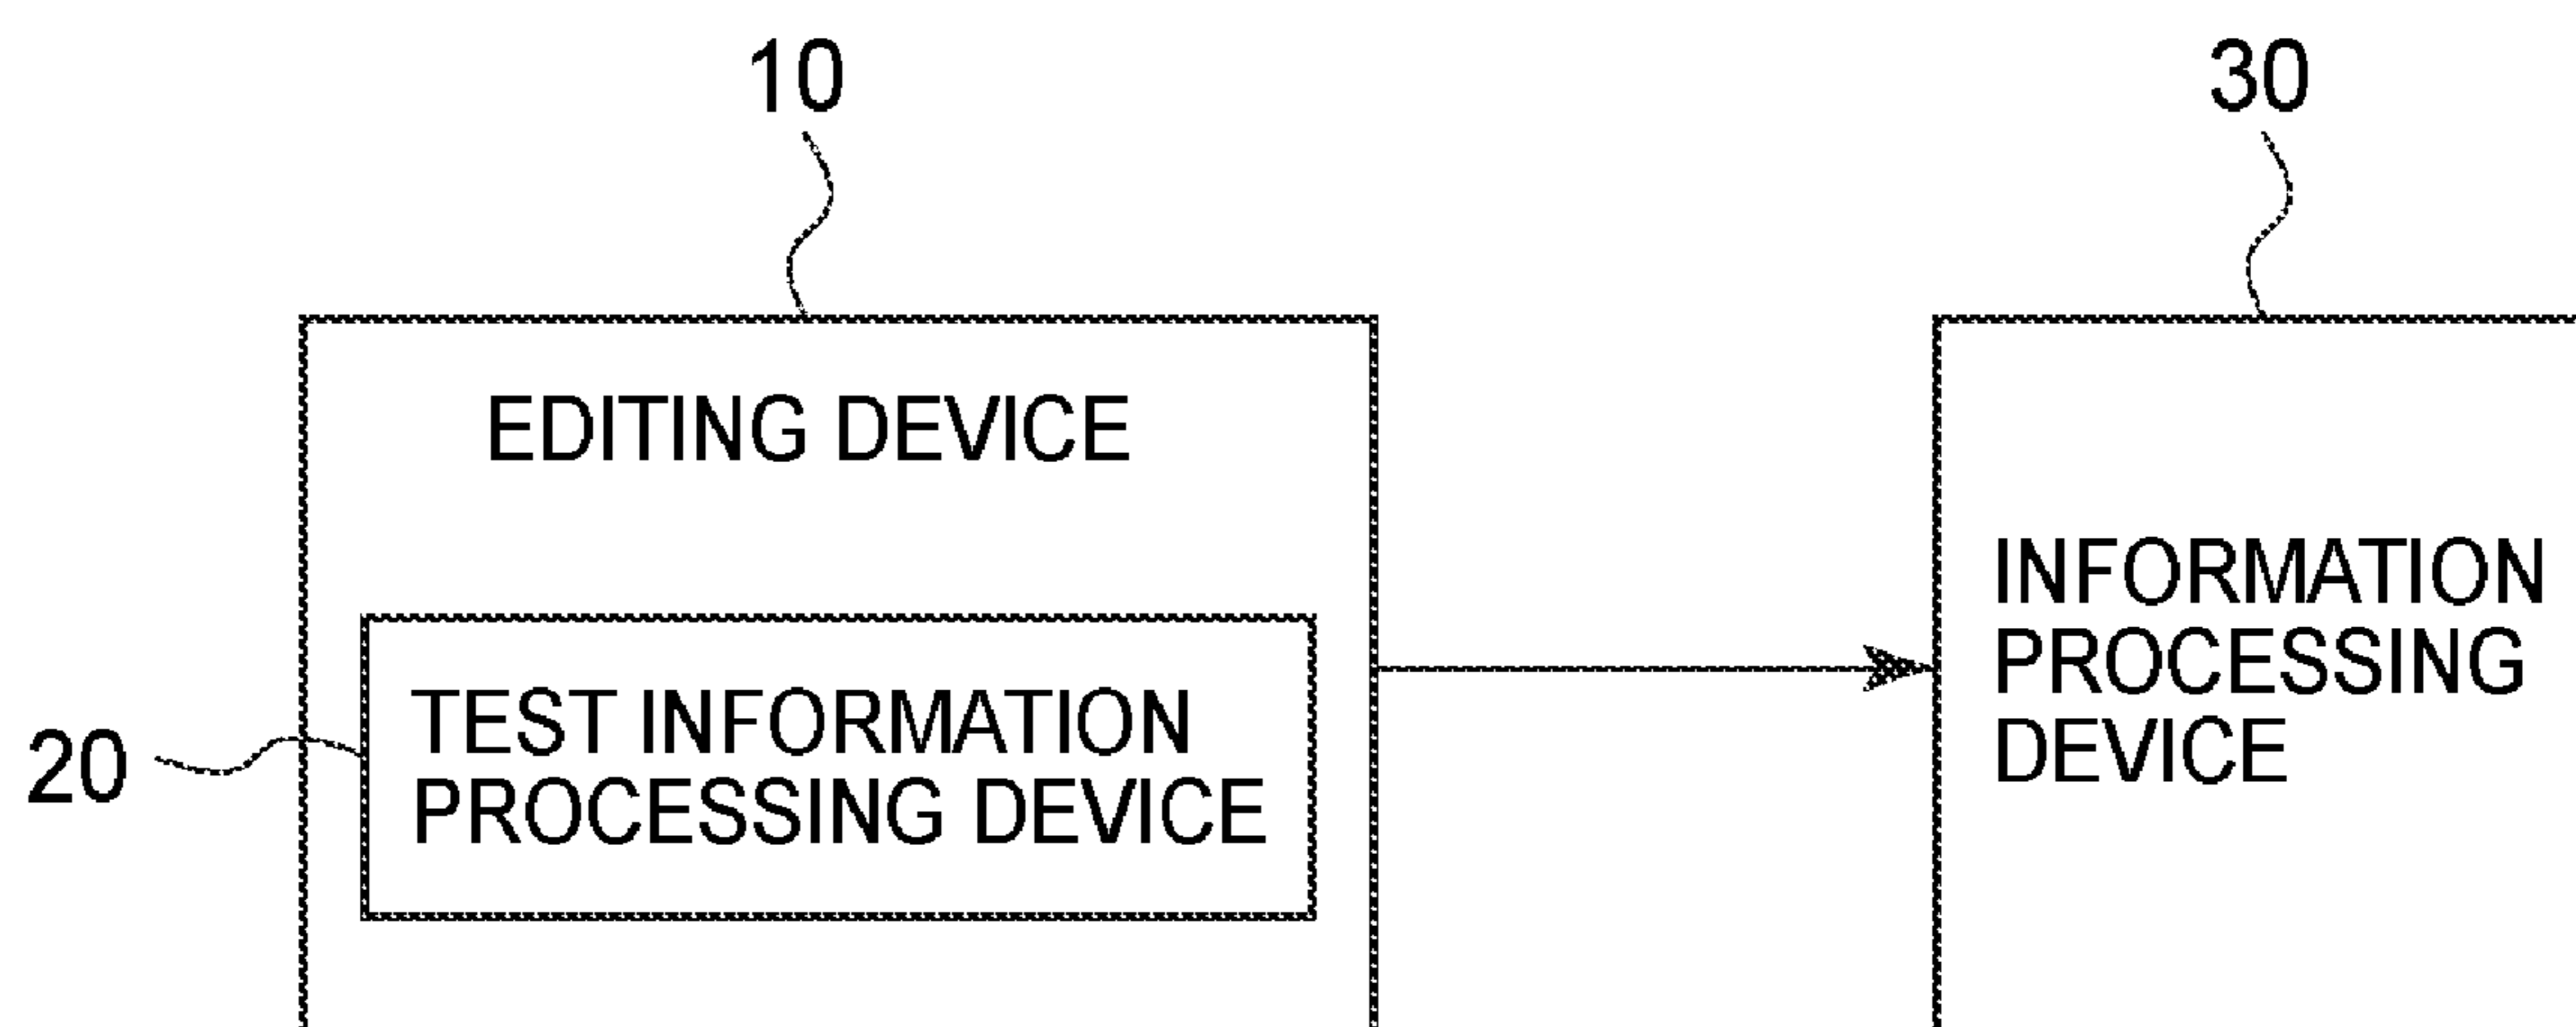 10
30
EDITING DEVICE
INFORMATION
PROCESSING
DEVICE
20
TEST INFORMATION
PROCESSING DEVICE